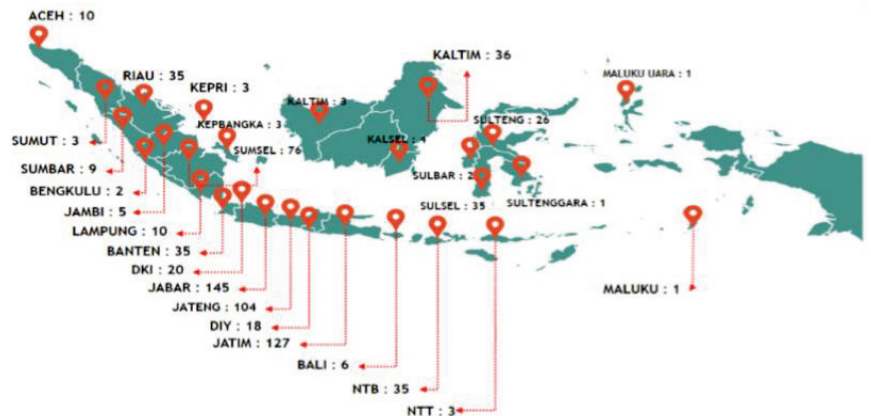 ACEH : 10
RIAU : 35
KEPRI : 3
KEPBANGKA : 3
SUMSEL : 76
SUMUT : 3
SUMBAR : 9
BENGKULU : 2
JAMBI : 5
LAMPUNG : 10
BANTEN : 35
DKI : 20
JABAR : 145
JATENG : 104
DIY : 18
JATIM : 127
BALI : 6
NTB : 35
NTT : 3
KALTIM : 3
KALTIM : 36
KALSEL : 4
SULTENG : 26
SULBAR : 2
SULSEL : 35
SULTENGGARA : 1
MALUKU UARA : 1
MALUKU : 1